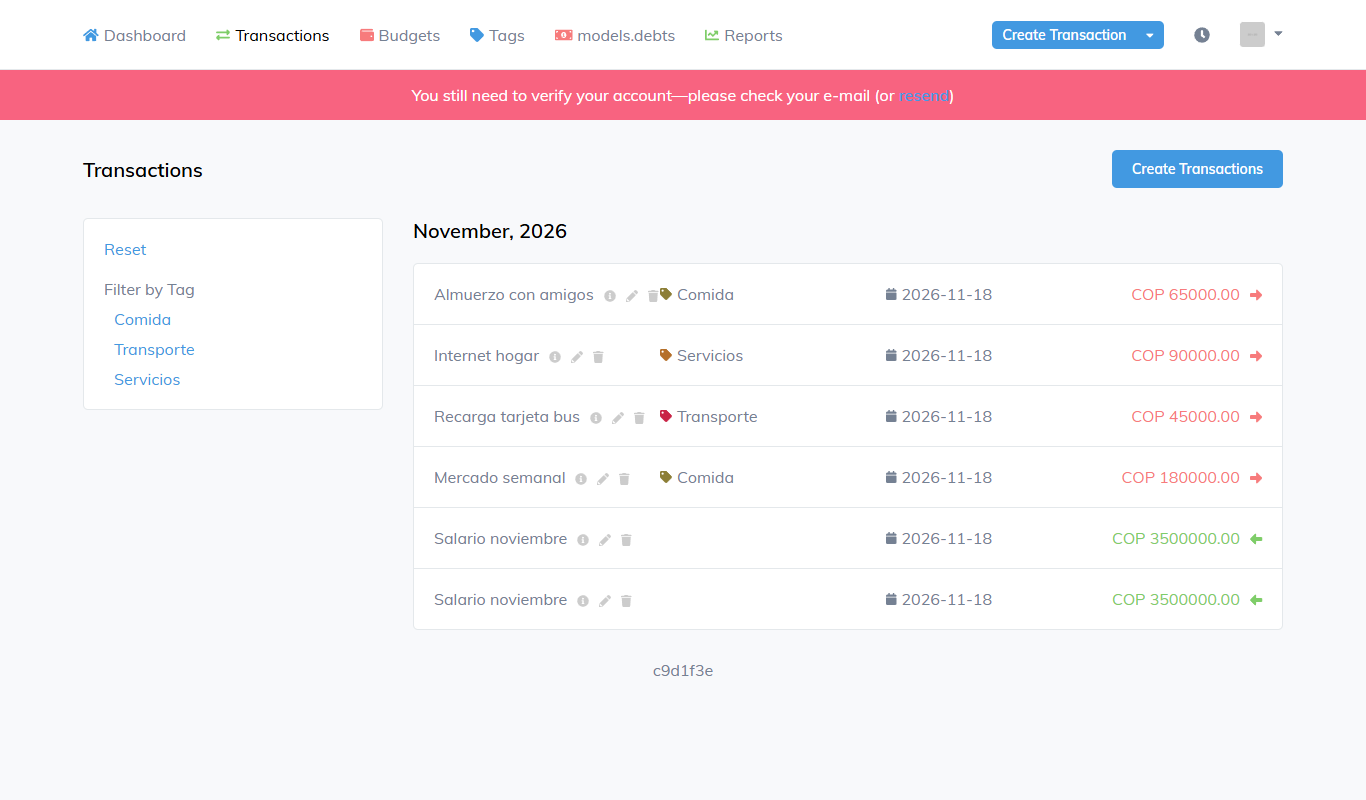 Dashboard Transactions Budgets Tags models.debts Reports Create Transaction
You still need to verify your account—please check your e-mail (or resend)
Transactions Create Transactions
Reset
Filter by Tag
Comida
Transporte
Servicios
November, 2026
Almuerzo con amigos Comida 2026-11-18 COP 65000.00
Internet hogar Servicios 2026-11-18 COP 90000.00
Recarga tarjeta bus Transporte 2026-11-18 COP 45000.00
Mercado semanal Comida 2026-11-18 COP 180000.00
Salario noviembre 2026-11-18 COP 3500000.00
Salario noviembre 2026-11-18 COP 3500000.00
c9d1f3e